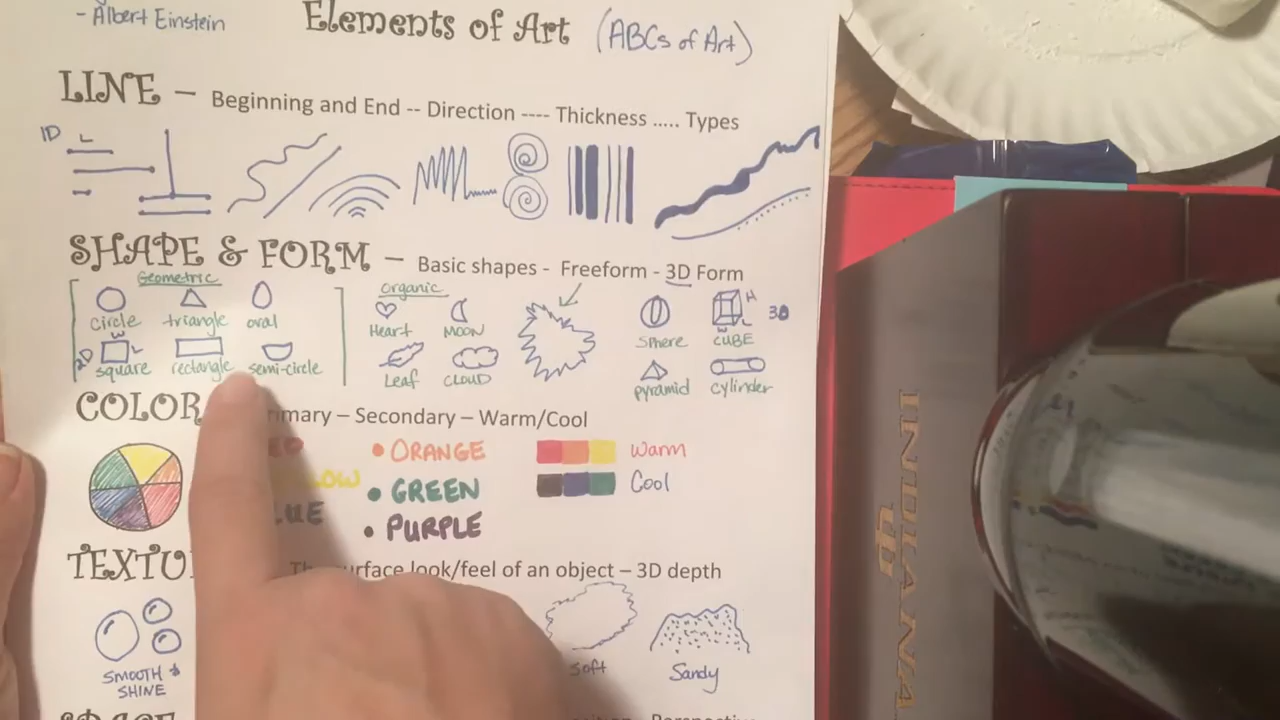 - Albert Einstein
Elements of Art (ABCs of Art)
LINE – Beginning and End -- Direction ---- Thickness ..... Types
1D L
SHAPE & FORM – Basic shapes - Freeform - 3D Form
Geometric
circle triangle oval
2D W L
square rectangle semi-circle
Organic
Heart MOON
Leaf CLOUD
H
W L
3D
Sphere CUBE
pyramid cylinder
COLOR
– Secondary – Warm/Cool
ORANGE
GREEN
PURPLE
Warm
Cool
look/feel of an object – 3D depth
SMOOTH &
SHINE
Soft
Sandy
INDIANA